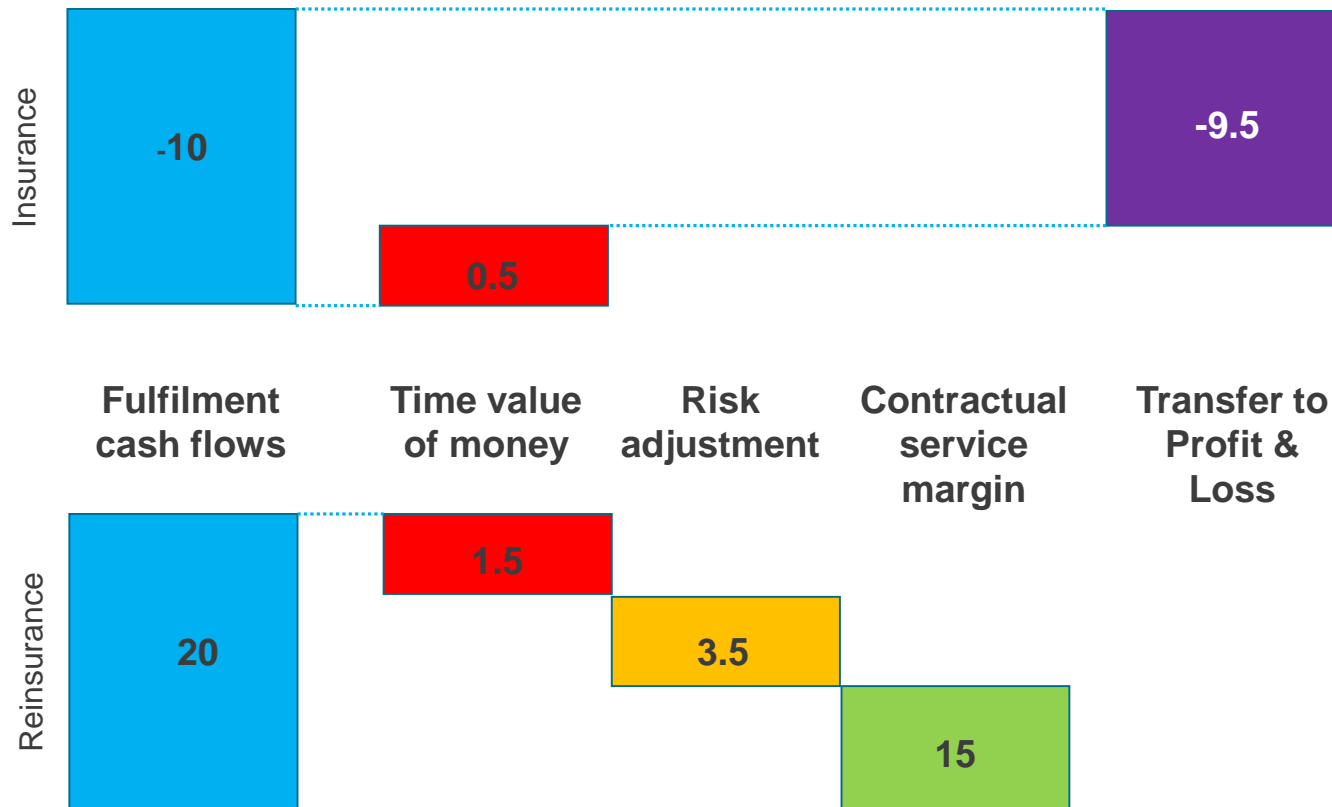 Insurance
-10
-9.5
0.5
Fulfilment
cash flows
Time value
of money
Risk
adjustment
Contractual
service
margin
Transfer to
Profit &
Loss
Reinsurance
20
1.5
3.5
15